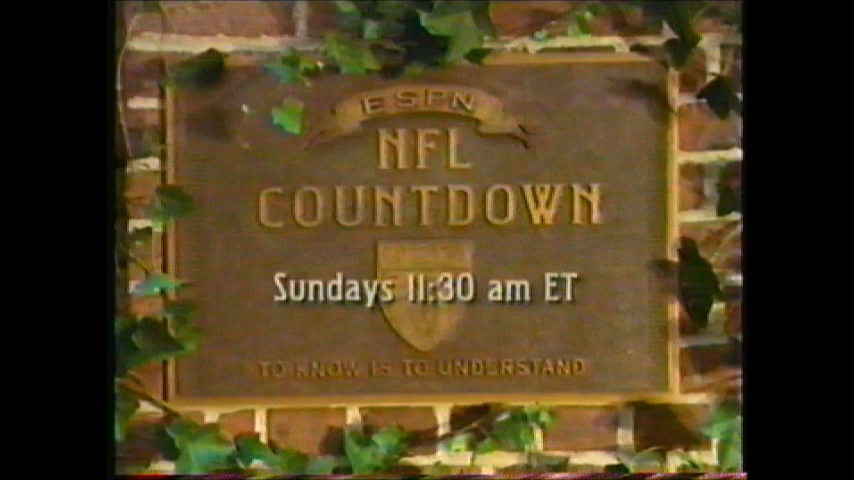 ESPN
NFL
COUNTDOWN
Sundays 11:30 am ET
TO KNOW IS TO UNDERSTAND